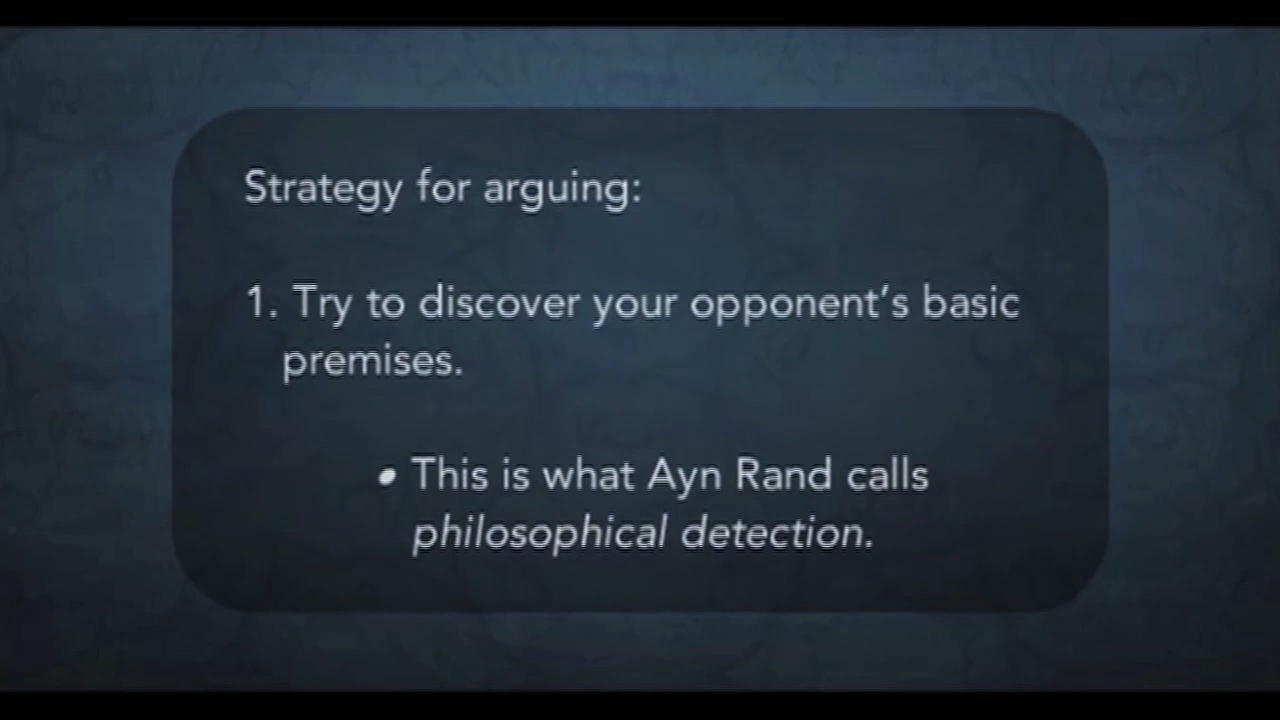 Strategy for arguing:
1. Try to discover your opponent’s basic
premises.
• This is what Ayn Rand calls
philosophical detection.